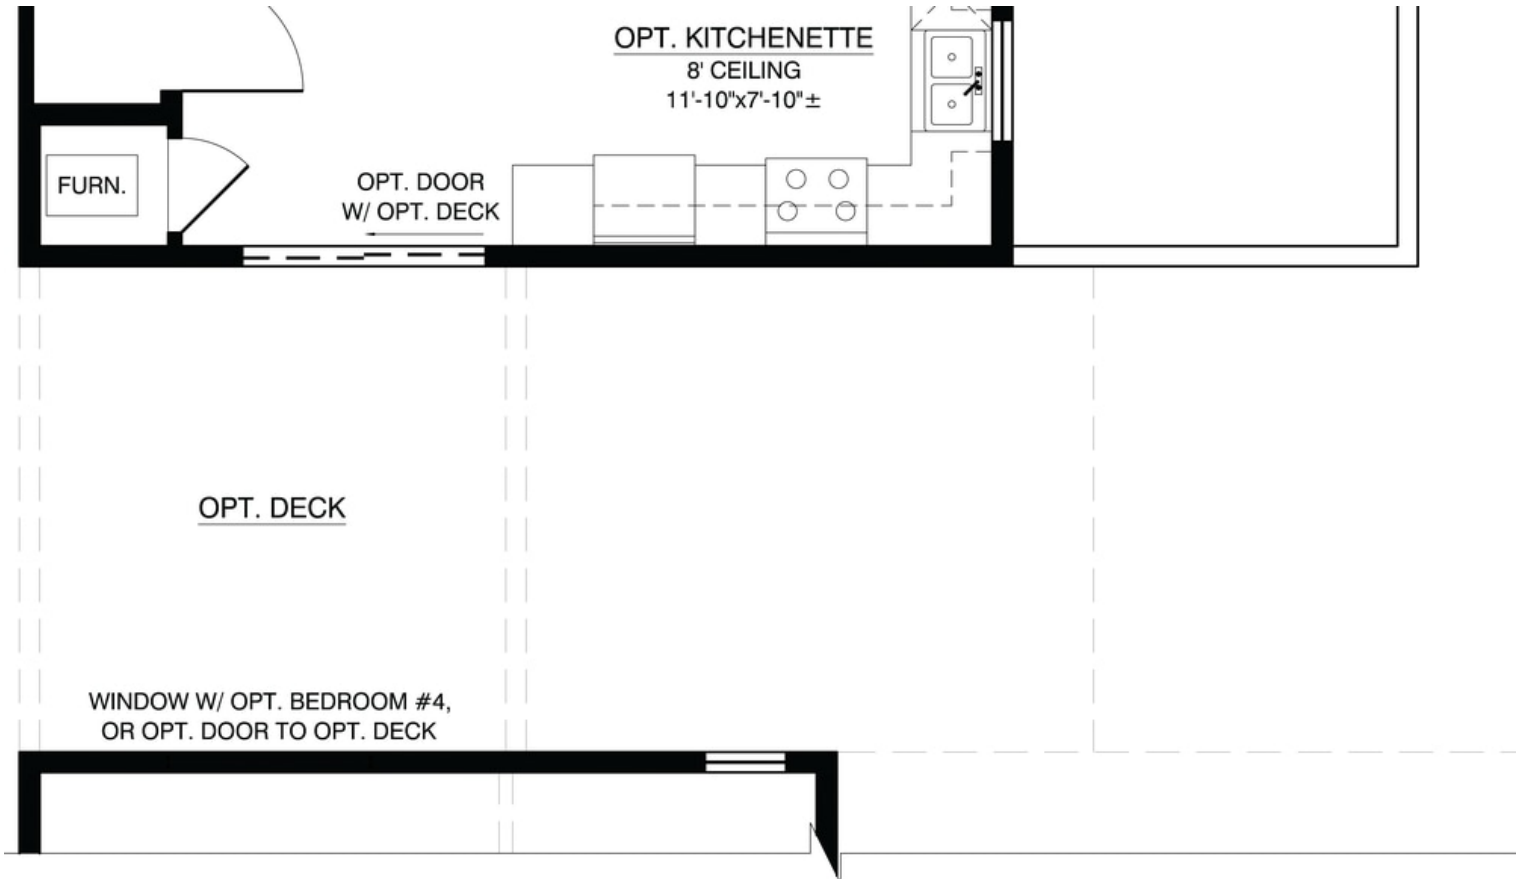 OPT. KITCHENETTE
8' CEILING
11'-10"x7'-10"±
FURN.
OPT. DOOR
W/ OPT. DECK
OPT. DECK
WINDOW W/ OPT. BEDROOM #4,
OR OPT. DOOR TO OPT. DECK